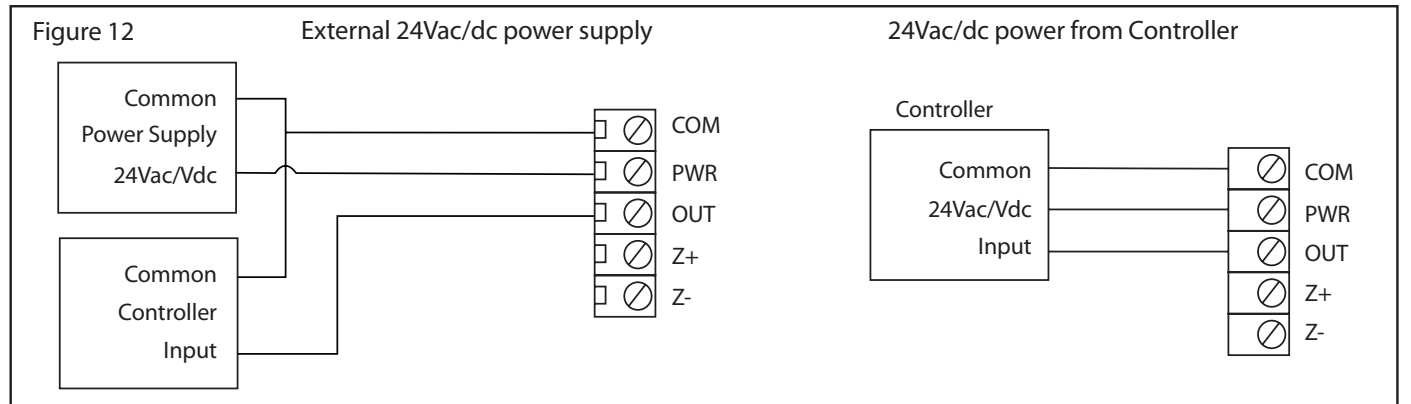 Figure 12
External 24Vac/dc power supply
Common
Power Supply
24Vac/Vdc
Common
Controller
Input
COM
PWR
OUT
Z+
Z-
24Vac/dc power from Controller
Controller
Common
24Vac/Vdc
Input
COM
PWR
OUT
Z+
Z-